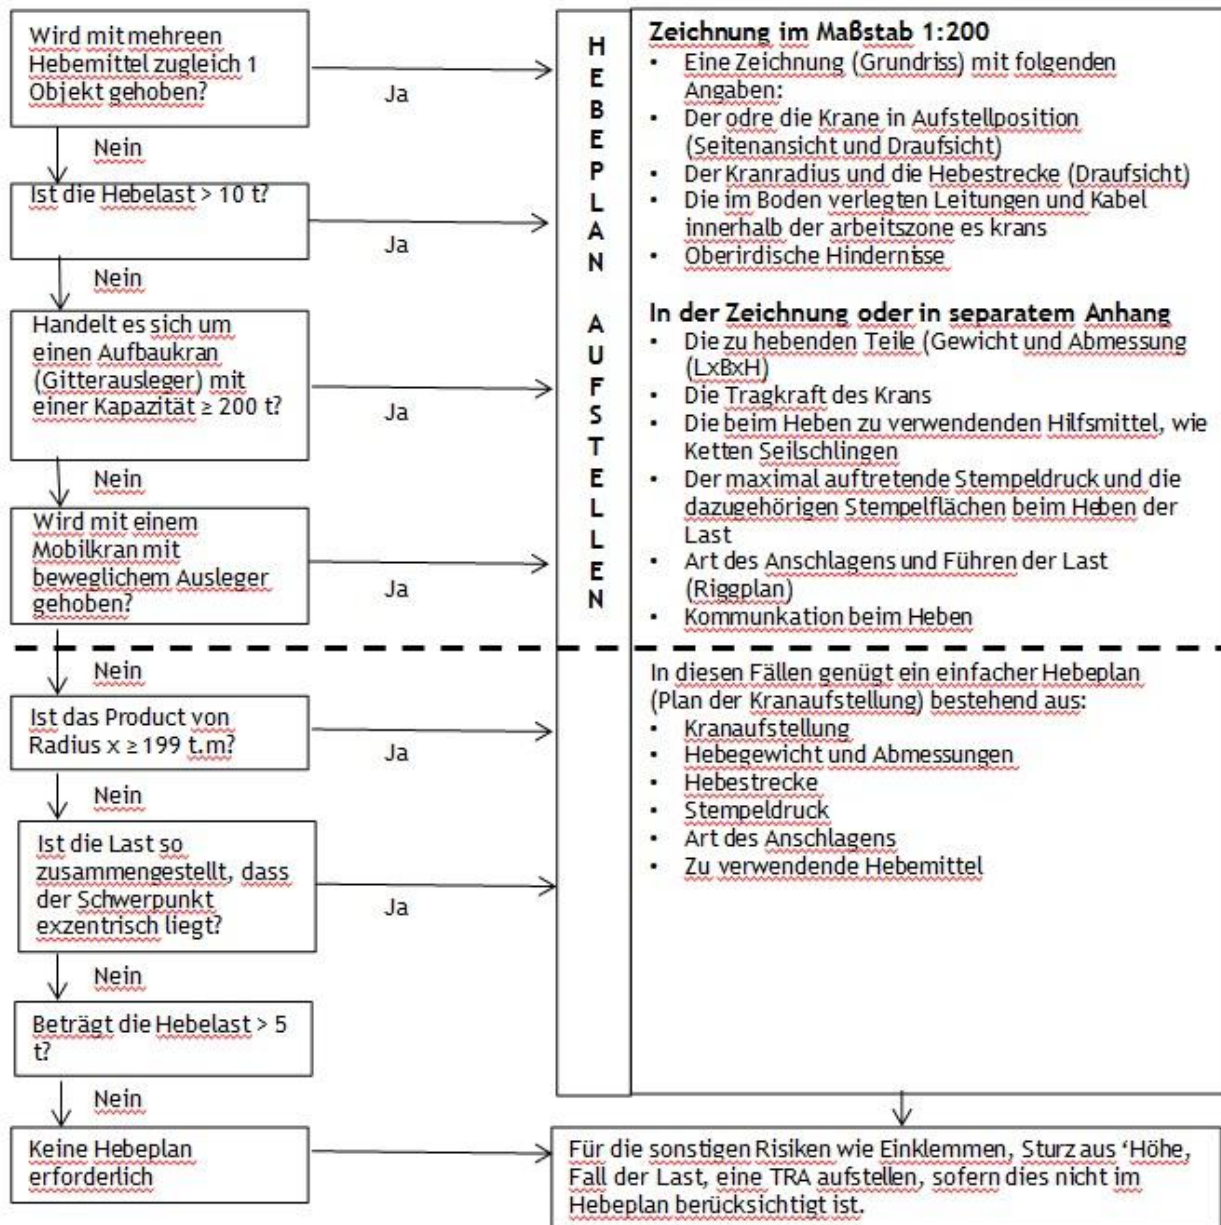 Wird mit mehreen
Hebemittel zugleich 1
Objekt gehoben?
Ja
Nein
Ist die Hebelast > 10 t?
Ja
Nein
Handelt es sich um
einen Aufbaukran
(Gitterausleger) mit
einer Kapazität ≥ 200 t?
Ja
Nein
Wird mit einem
Mobilkran mit
beweglichem Ausleger
gehoben?
Ja
Nein
Ist das Product von
Radius x ≥ 199 t.m?
Ja
Nein
Ist die Last so
zusammengestellt, dass
der Schwerpunkt
exzentrisch liegt?
Ja
Nein
Beträgt die Hebelast > 5
t?
Nein
Keine Hebeplan
erforderlich
H
E
B
E
P
L
A
N
A
U
F
S
T
E
L
L
E
N
Zeichnung im Maßstab 1:200
• Eine Zeichnung (Grundriss) mit folgenden
Angaben:
• Der odre die Krane in Aufstellposition
(Seitenansicht und Draufsicht)
• Der Kranradius und die Hebestrecke (Draufsicht)
• Die im Boden verlegten Leitungen und Kabel
innerhalb der arbeitszone es krans
• Oberirdische Hindernisse
In der Zeichnung oder in separatem Anhang
• Die zu hebenden Teile (Gewicht und Abmessung
(LxBxH)
• Die Tragkraft des Krans
• Die beim Heben zu verwendenden Hilfsmittel, wie
Ketten Seilschlingen
• Der maximal auftretende Stempeldruck und die
dazugehörigen Stempelflächen beim Heben der
Last
• Art des Anschlagens und Führen der Last
(Riggplan)
• Kommunkation beim Heben
In diesen Fällen genügt ein einfacher Hebeplan
(Plan der Kranaufstellung) bestehend aus:
• Kranaufstellung
• Hebegewicht und Abmessungen
• Hebestrecke
• Stempeldruck
• Art des Anschlagens
• Zu verwendende Hebemittel
Für die sonstigen Risiken wie Einklemmen, Sturz aus ‘Höhe,
Fall der Last, eine TRA aufstellen, sofern dies nicht im
Hebeplan berücksichtigt ist.